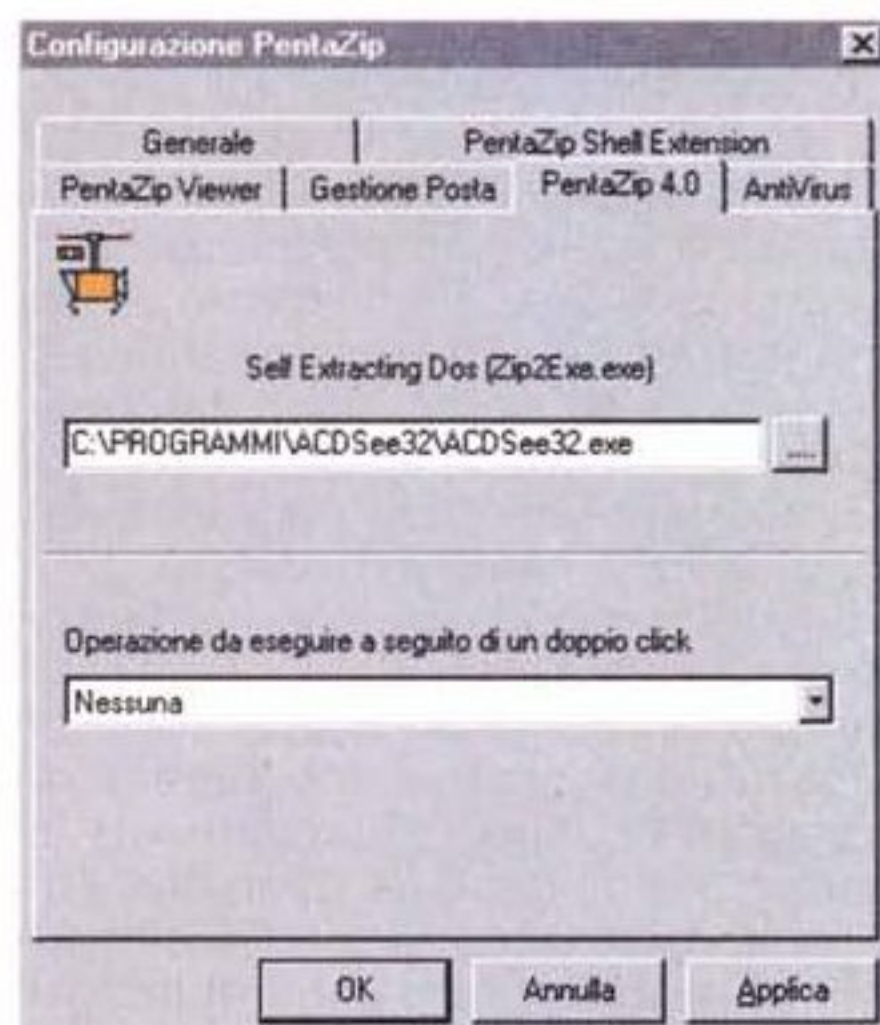 Configurazione PentaZip
Generale PentaZip Shell Extension
PentaZip Viewer Gestione Posta PentaZip 4.0 AntiVirus
Self Extracting Dos (Zip2Exe.exe)
C:\PROGRAMMI\ACDSee32\ACDSee32.exe ...
Operazione da eseguire a seguito di un doppio click
Nessuna
OK Annulla Applica